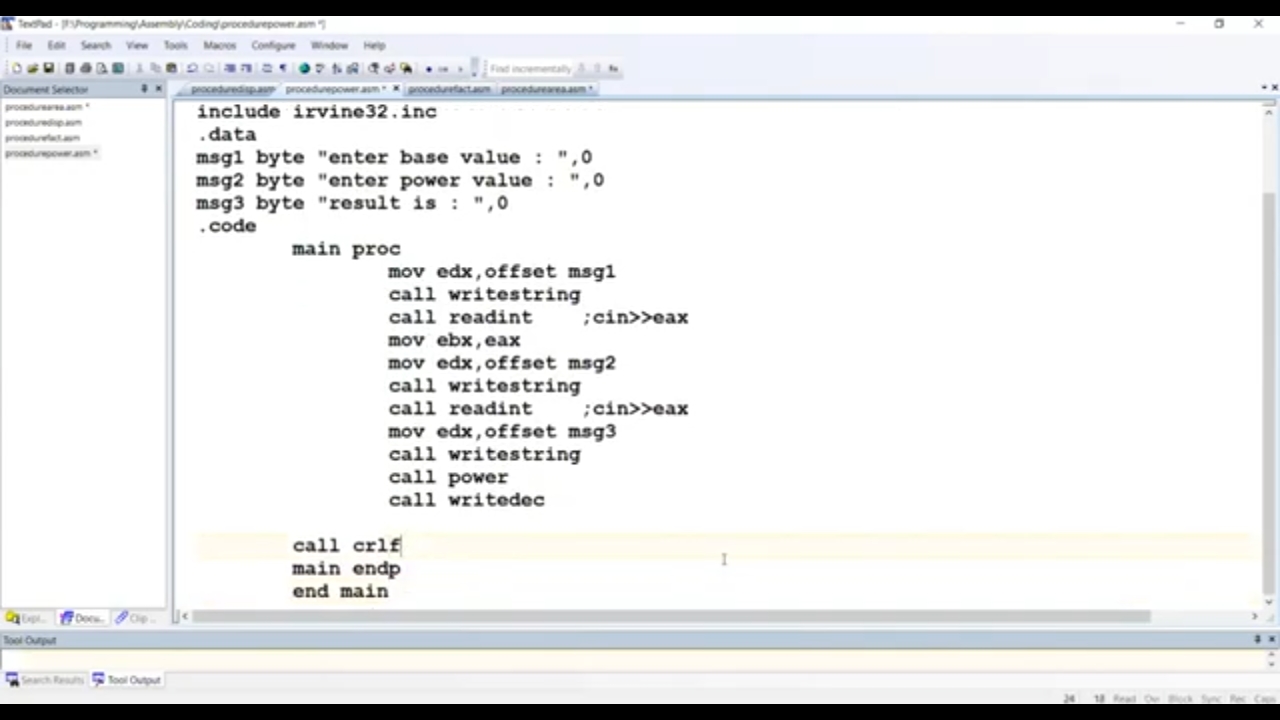 TextPad - [F:\Programming\Assembly\Coding\procedurepower.asm *]
File Edit Search View Tools Macros Configure Window Help
Find incrementally
Document Selector
proceduredisp.asm procedurepower.asm * procedurefact.asm procedurearea.asm *
procedurearea.asm *
proceduredisp.asm
procedurefact.asm
procedurepower.asm *
include irvine32.inc
.data
msg1 byte "enter base value : ",0
msg2 byte "enter power value : ",0
msg3 byte "result is : ",0
.code
main proc
mov edx,offset msg1
call writestring
call readint ;cin>>eax
mov ebx,eax
mov edx,offset msg2
call writestring
call readint ;cin>>eax
mov edx,offset msg3
call writestring
call power
call writedec
call crlf
main endp
end main
Expl... Docu... Clip ...
Tool Output
Search Results Tool Output
24 18 Read Ovr Block Sync Rec Caps